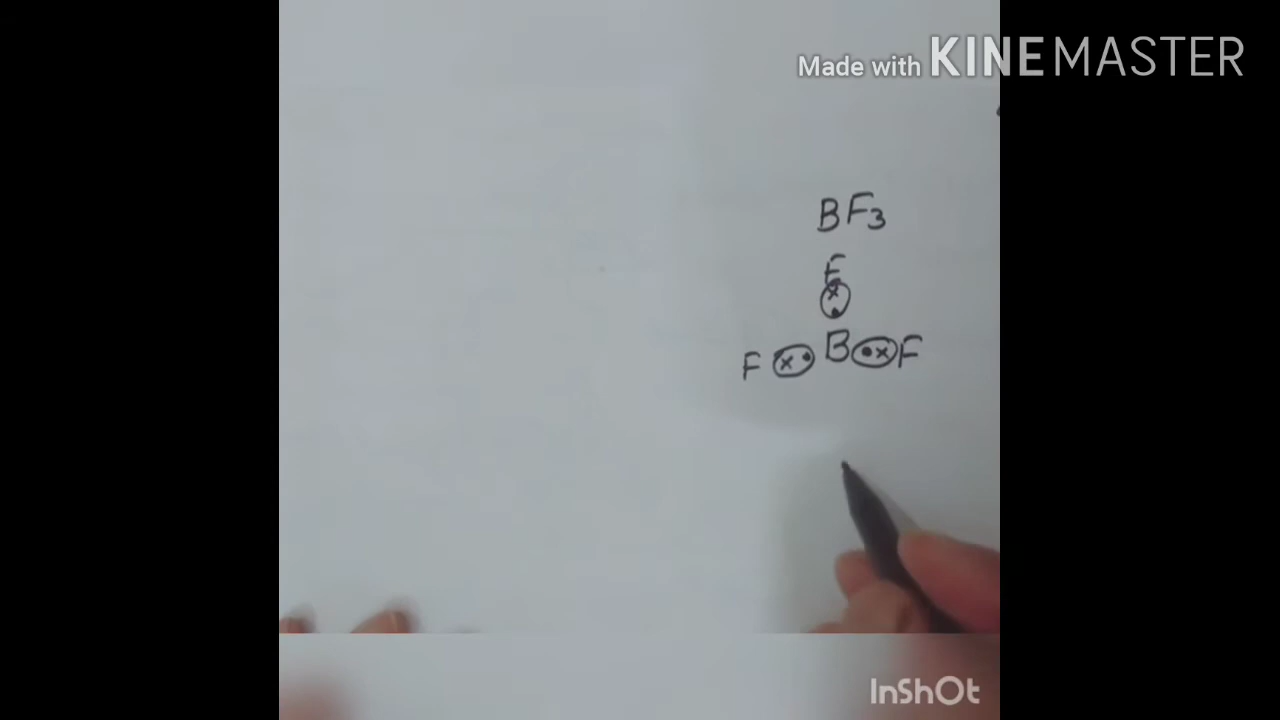 Made with KINEMASTER
BF3
F
F x• B •x F
x
•
InShOt